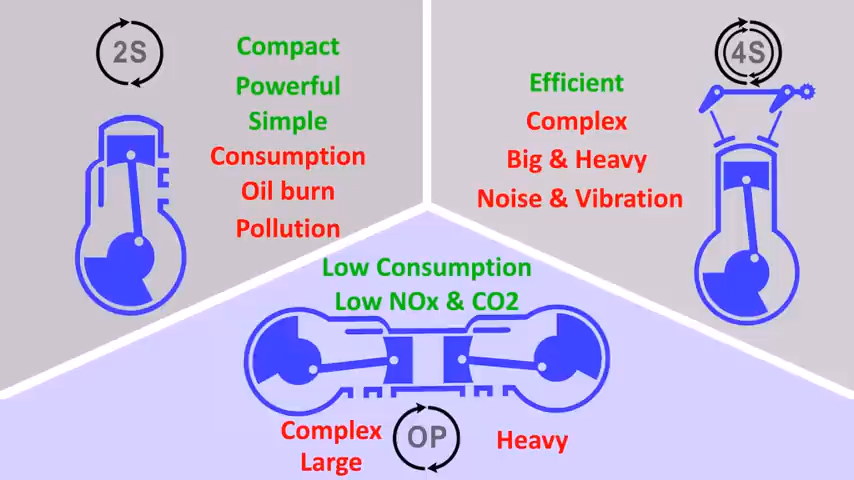 2S
Compact
Powerful
Simple
Consumption
Oil burn
Pollution
4S
Efficient
Complex
Big & Heavy
Noise & Vibration
Low Consumption
Low NOx & CO2
Complex
Large
OP
Heavy